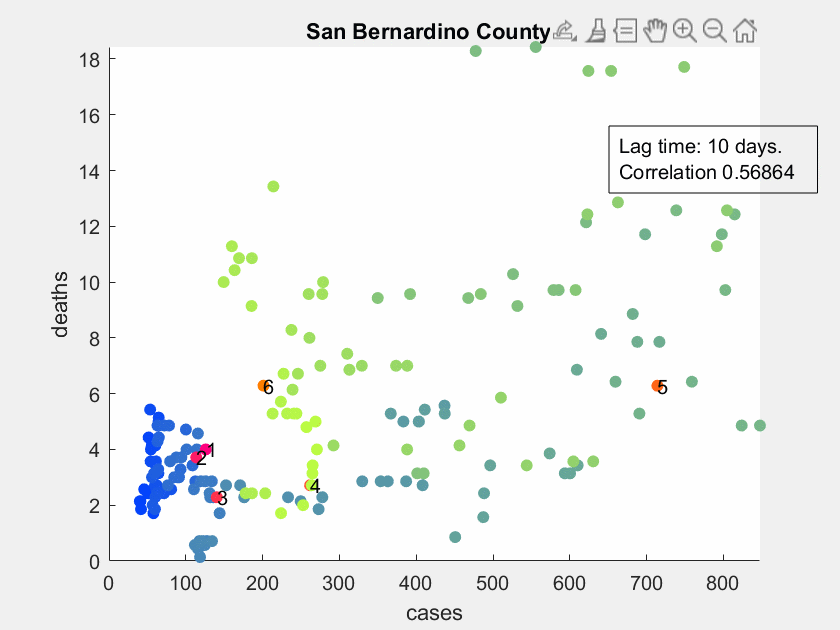 San Bernardino County
18
16
Lag time: 10 days.
Correlation 0.56864
14
12
10
8
6
4
2
0
deaths
6
5
1
2
4
3
0 100 200 300 400 500 600 700 800
cases